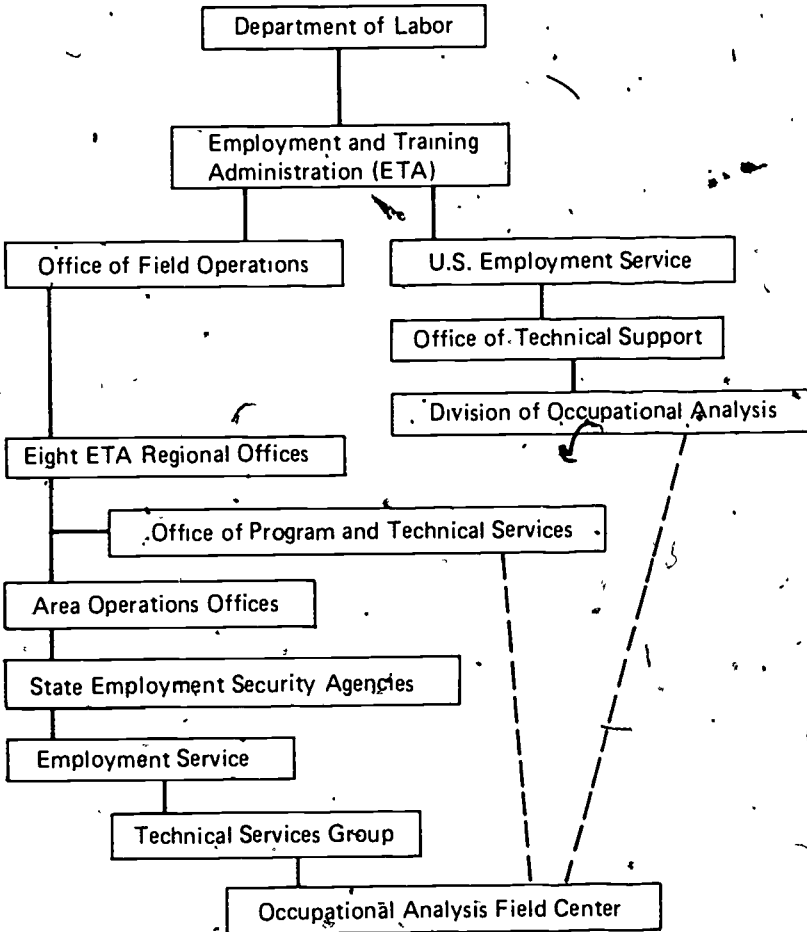 Department of Labor
Employment and Training
Administration (ETA)
Office of Field Operations
U.S. Employment Service
Office of Technical Support
Division of Occupational Analysis
Eight ETA Regional Offices
Office of Program and Technical Services
Area Operations Offices
State Employment Security Agencies
Employment Service
Technical Services Group
Occupational Analysis Field Center